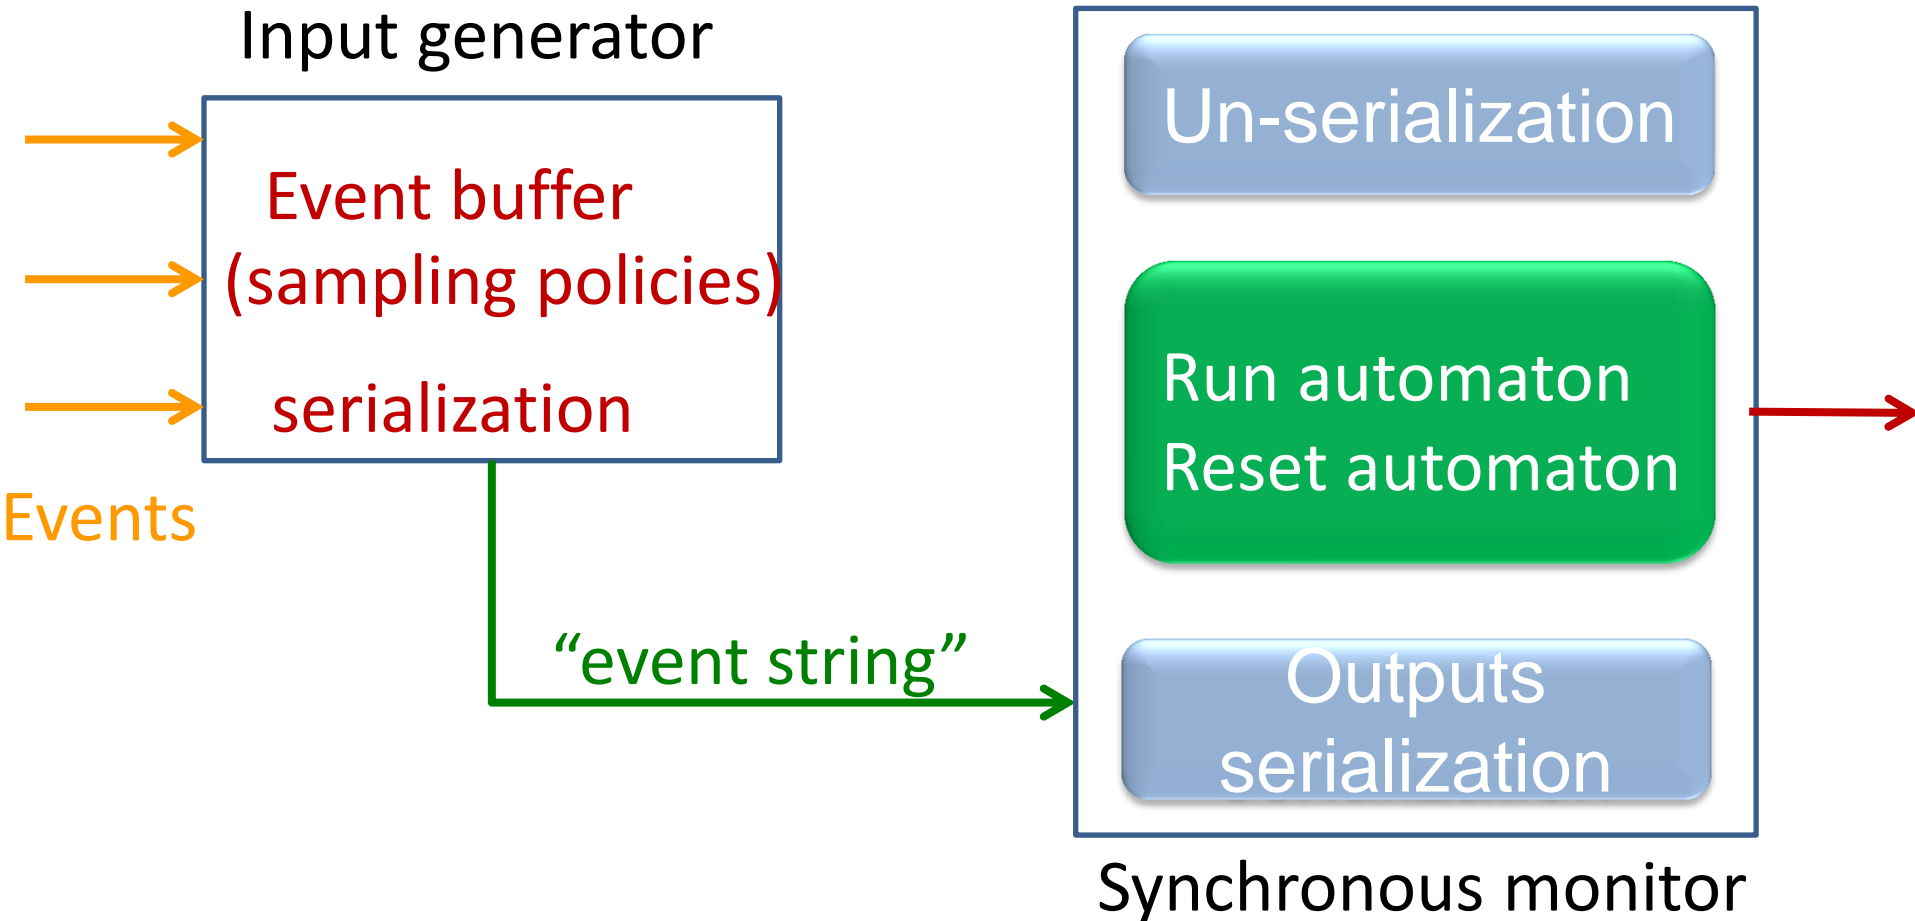 Input generator
Event buffer
(sampling policies)
serialization
Events
“event string”
Un-serialization
Run automaton
Reset automaton
Outputs
serialization
Synchronous monitor